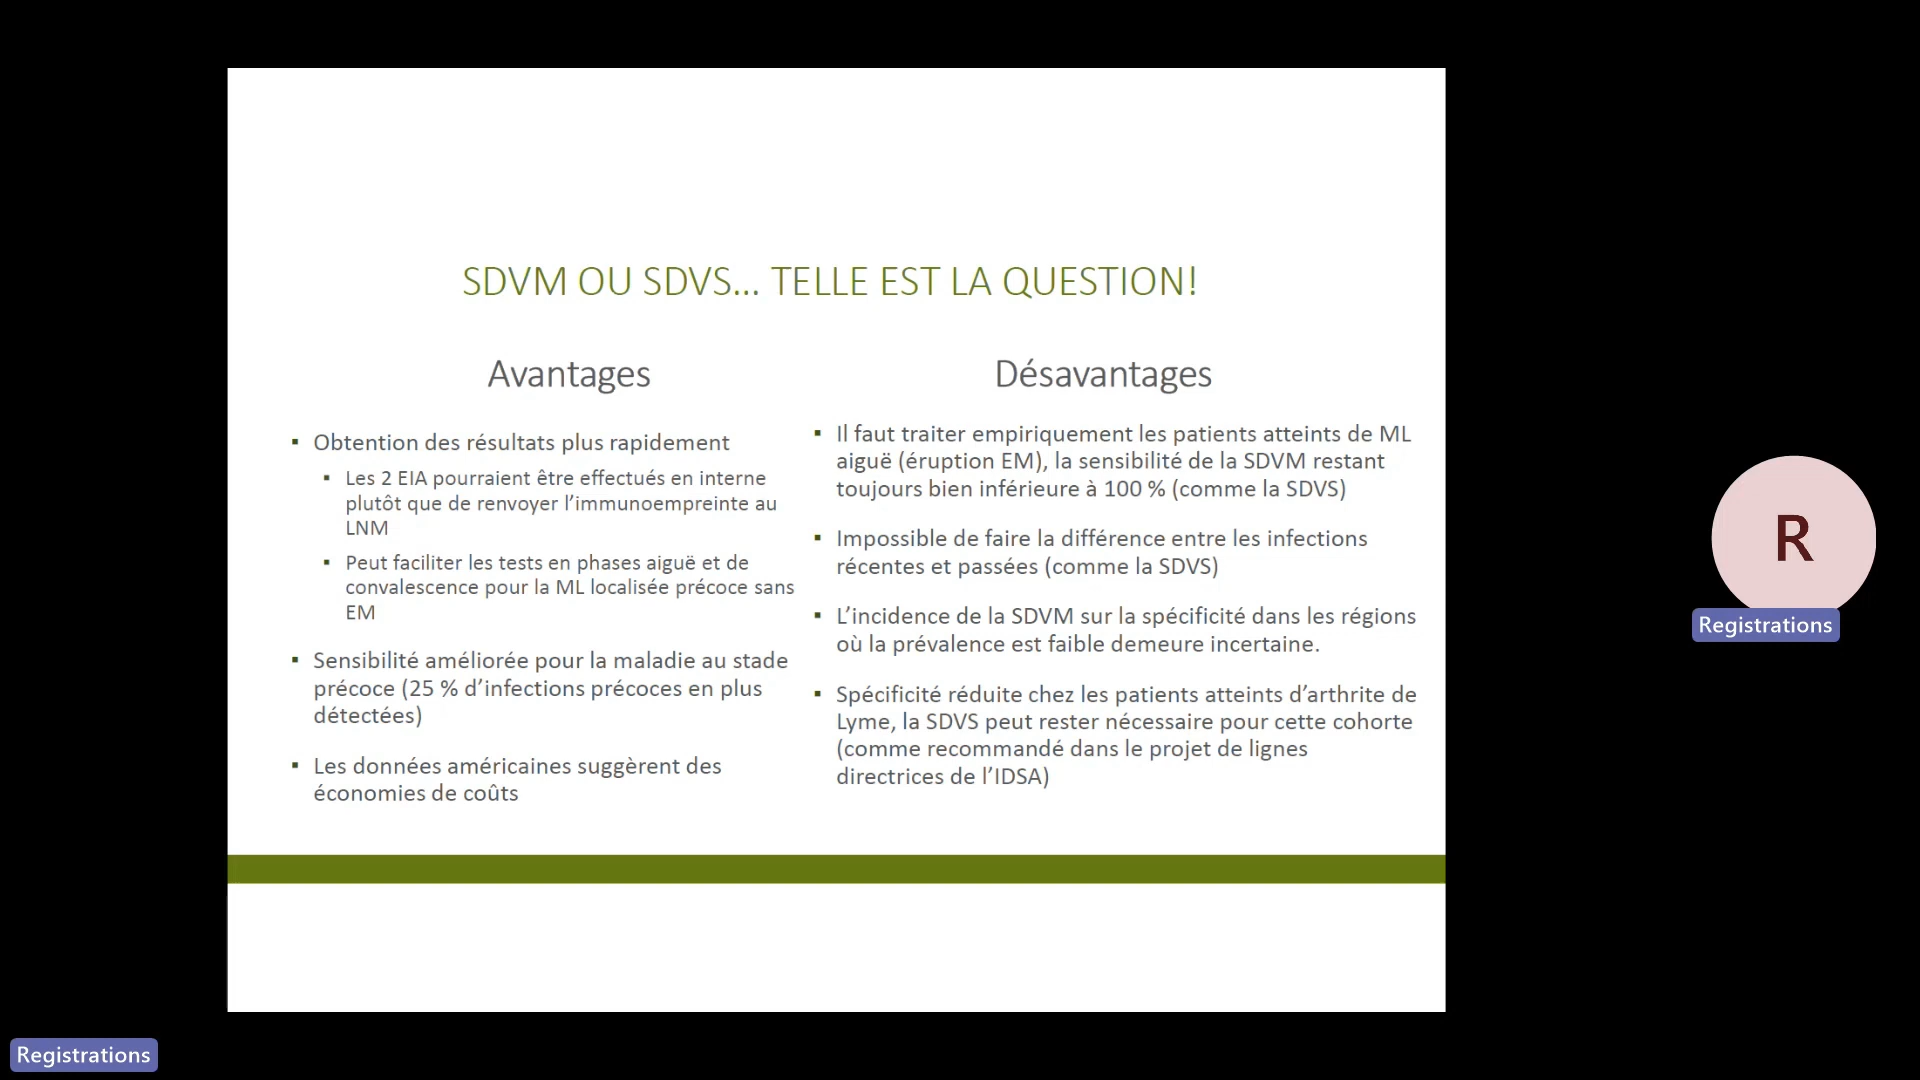 SDVM OU SDVS... TELLE EST LA QUESTION!
Avantages
▪ Obtention des résultats plus rapidement
▪ Les 2 EIA pourraient être effectués en interne
plutôt que de renvoyer l’immunoempreinte au
LNM
▪ Peut faciliter les tests en phases aiguë et de
convalescence pour la ML localisée précoce sans
EM
▪ Sensibilité améliorée pour la maladie au stade
précoce (25 % d’infections précoces en plus
détectées)
▪ Les données américaines suggèrent des
économies de coûts
Désavantages
▪ Il faut traiter empiriquement les patients atteints de ML
aiguë (éruption EM), la sensibilité de la SDVM restant
toujours bien inférieure à 100 % (comme la SDVS)
▪ Impossible de faire la différence entre les infections
récentes et passées (comme la SDVS)
▪ L’incidence de la SDVM sur la spécificité dans les régions
où la prévalence est faible demeure incertaine.
▪ Spécificité réduite chez les patients atteints d’arthrite de
Lyme, la SDVS peut rester nécessaire pour cette cohorte
(comme recommandé dans le projet de lignes
directrices de l’IDSA)
R
Registrations
Registrations